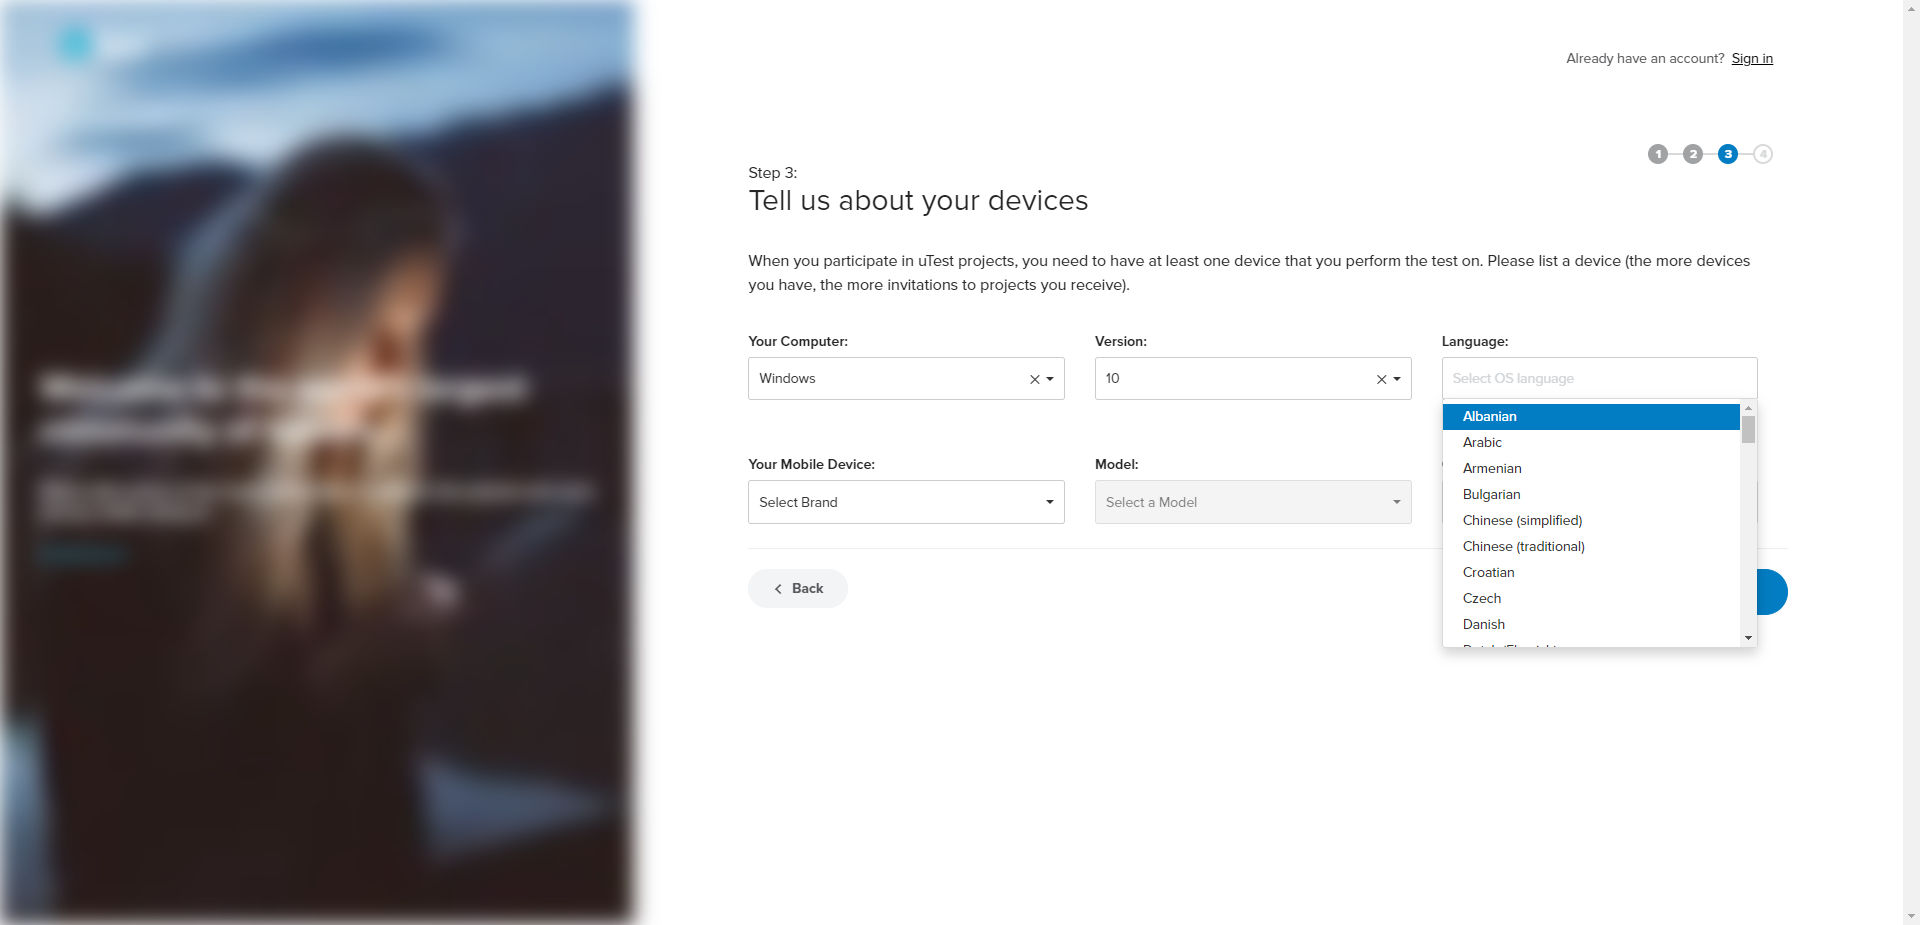 Already have an account? Sign in
1 2 3 4
Step 3:
Tell us about your devices
When you participate in uTest projects, you need to have at least one device that you perform the test on. Please list a device (the more devices
you have, the more invitations to projects you receive).
Your Computer: Version: Language:
Windows 10 Select OS language
Albanian
Arabic
Armenian
Bulgarian
Chinese (simplified)
Chinese (traditional)
Croatian
Czech
Danish
Your Mobile Device: Model:
Select Brand Select a Model
Back